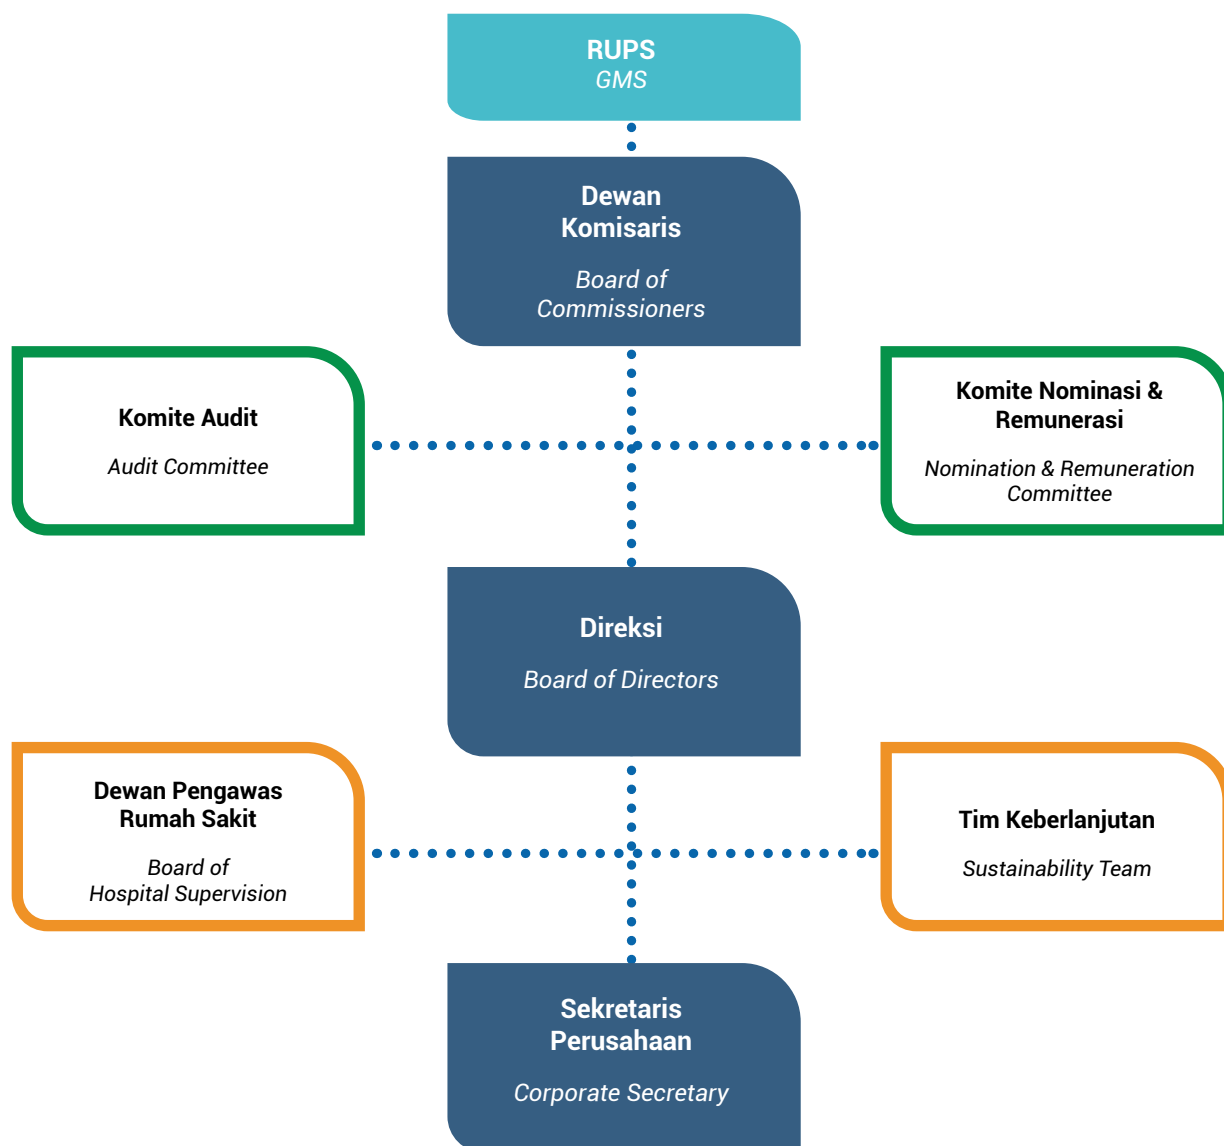 RUPS
GMS
Dewan
Komisaris
Board of
Commissioners
Komite Audit
Audit Committee
Komite Nominasi &
Remunerasi
Nomination & Remuneration
Committee
Direksi
Board of Directors
Dewan Pengawas
Rumah Sakit
Board of
Hospital Supervision
Tim Keberlanjutan
Sustainability Team
Sekretaris
Perusahaan
Corporate Secretary